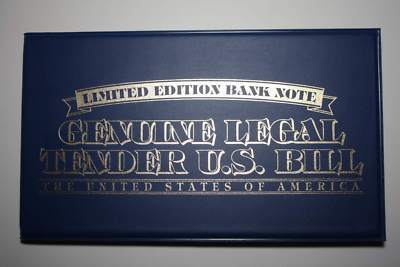 LIMITED EDITION BANK NOTE
GENUINE LEGAL
TENDER U.S. BILL
THE UNITED STATES OF AMERICA